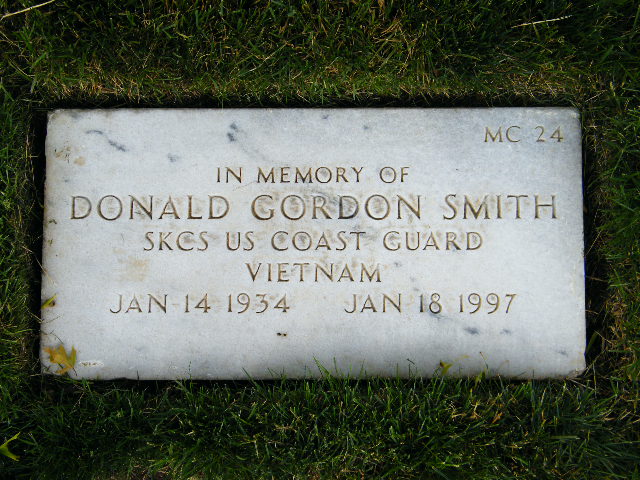 MC 24
IN MEMORY OF
DONALD GORDON SMITH
SKCS US COAST GUARD
VIETNAM
JAN 14 1934 JAN 18 1997